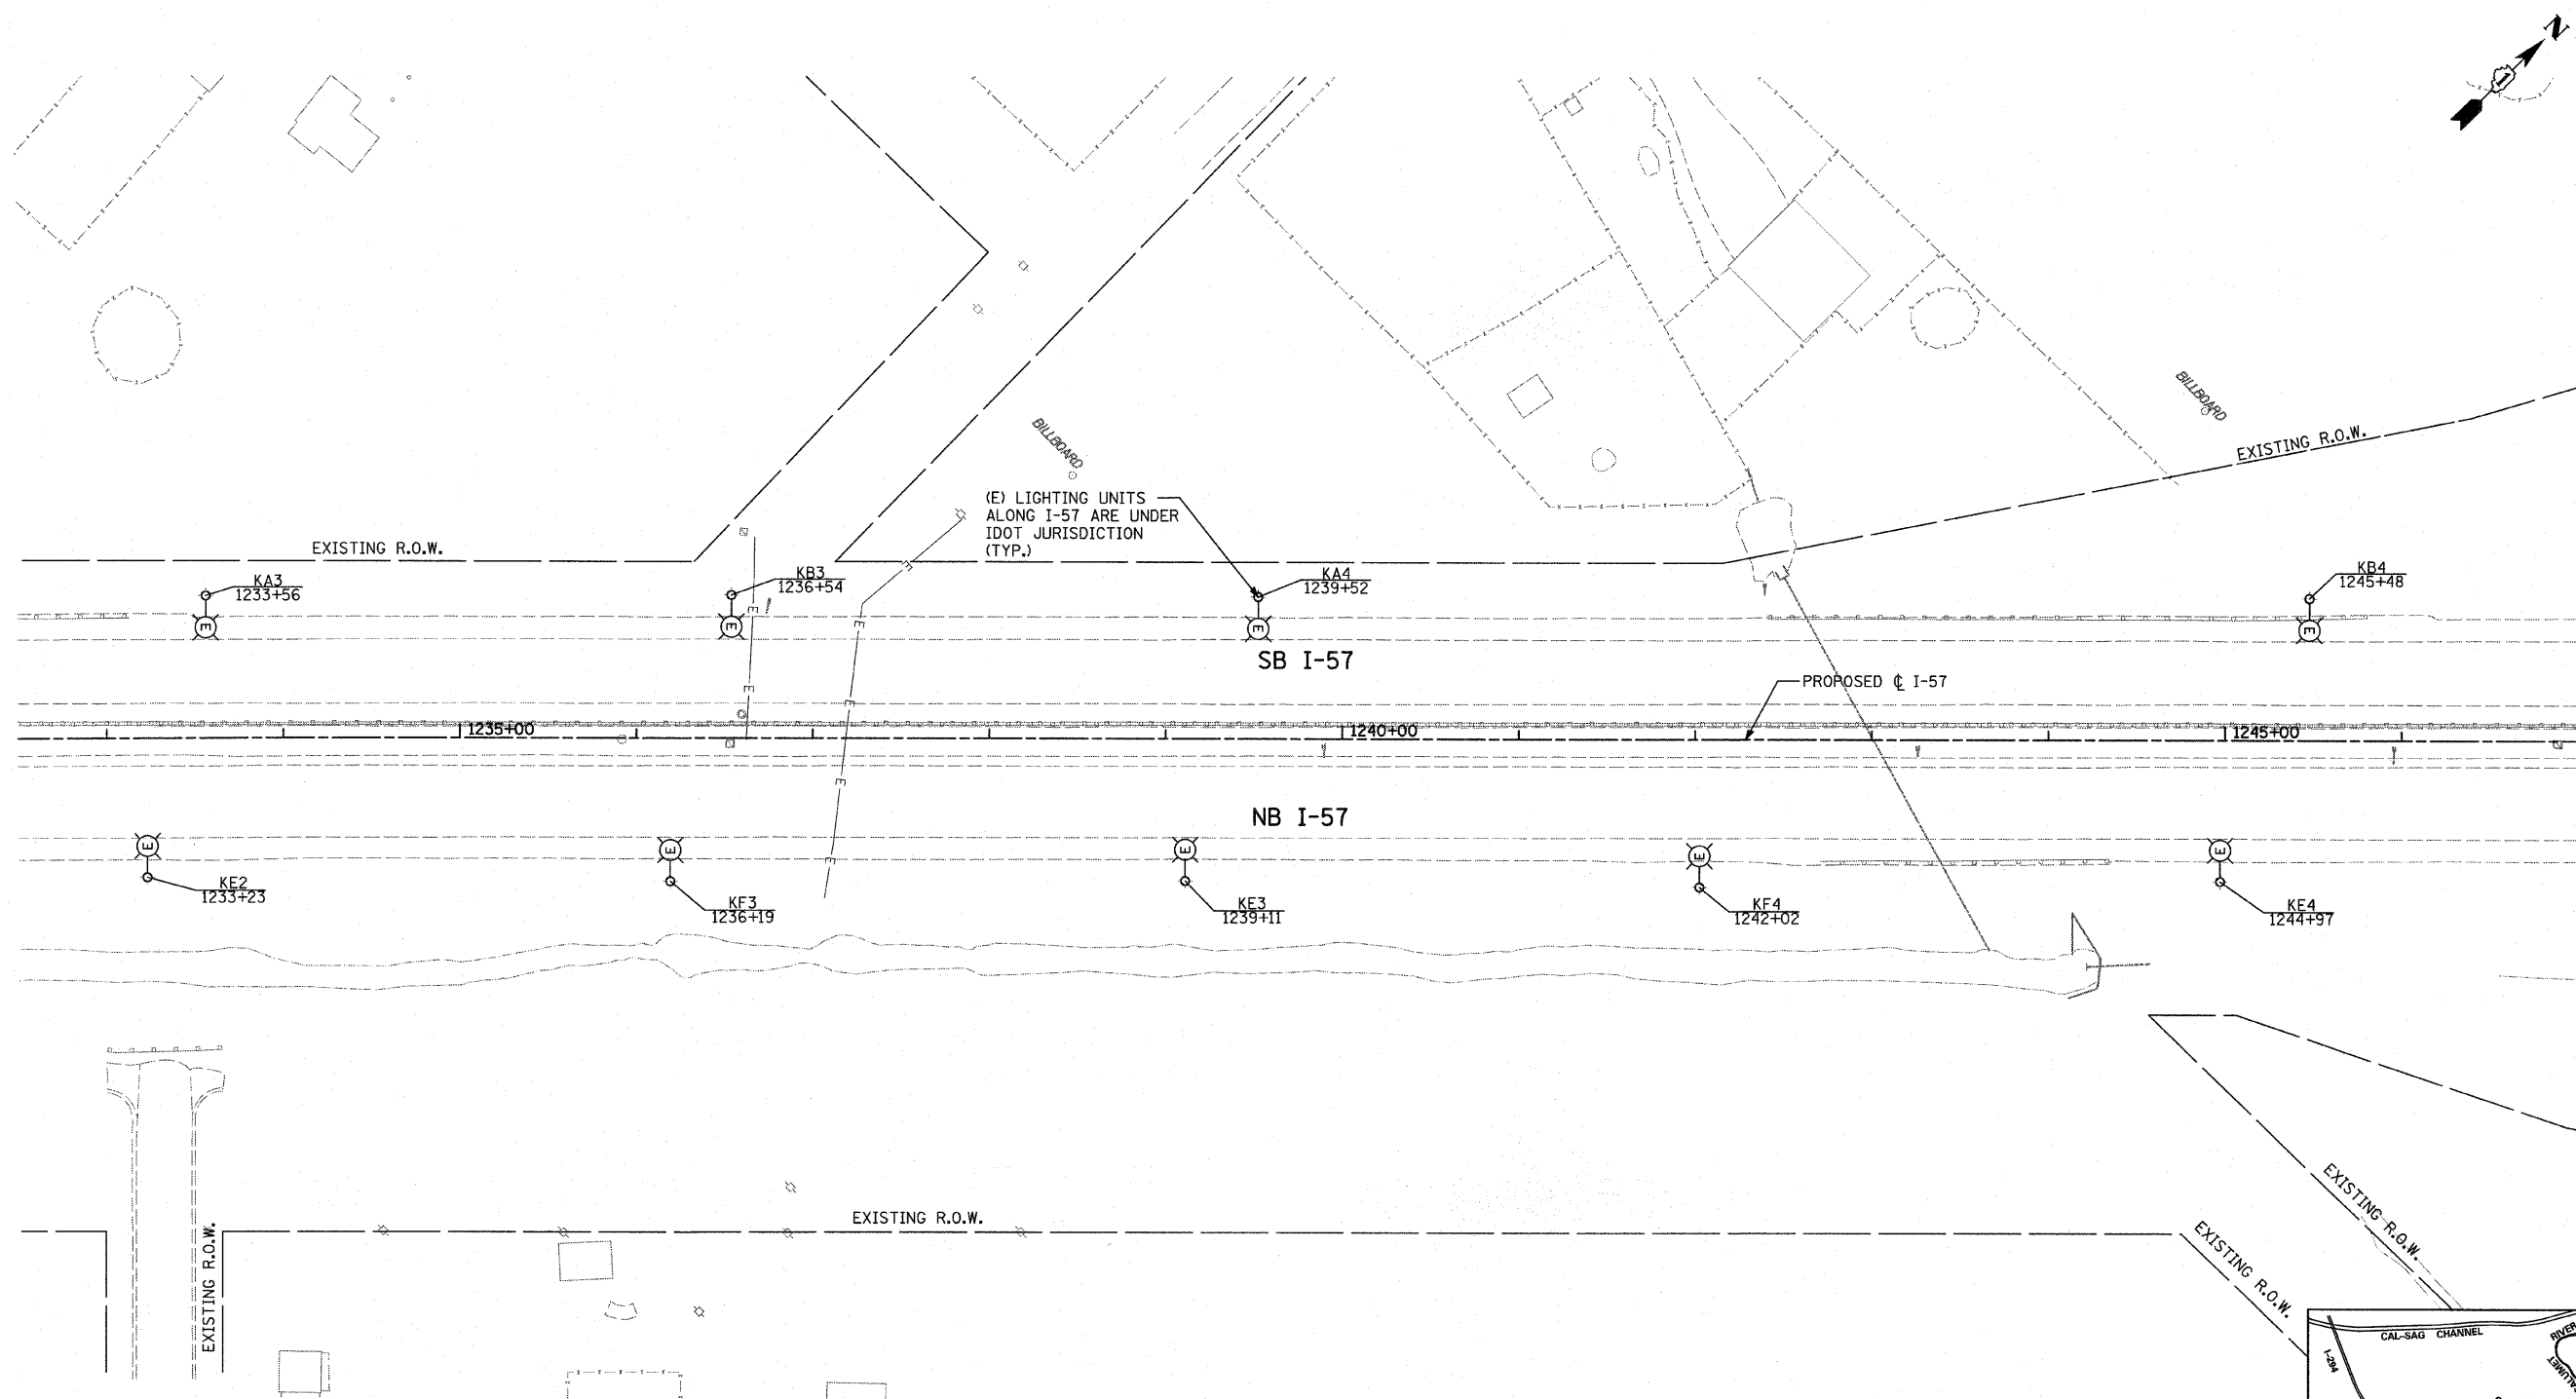 N
1
BILLBOARD
BILLBOARD
EXISTING R.O.W.
(E) LIGHTING UNITS
ALONG I-57 ARE UNDER
IDOT JURISDICTION
(TYP.)
EXISTING R.O.W.
KA3
1233+56
KB3
1236+54
KA4
1239+52
KB4
1245+48
E
E
E
E
E
E
E
E
E
E
E
E
SB I-57
PROPOSED ℄ I-57
1235+00
1240+00
1245+00
NB I-57
E
E
E
E
E
KE2
1233+23
KF3
1236+19
KE3
1239+11
KF4
1242+02
KE4
1244+97
EXISTING R.O.W.
EXISTING R.O.W.
EXISTING R.O.W.
EXISTING R.O.W.
CAL-SAG CHANNEL
RIVER
I-294